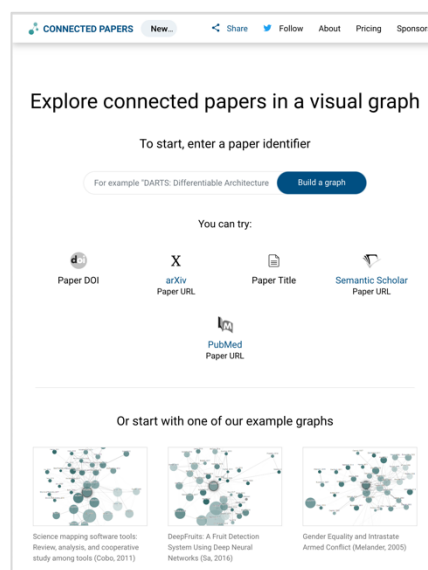 CONNECTED PAPERS New... Share Follow About Pricing Sponsor
Explore connected papers in a visual graph
To start, enter a paper identifier
For example "DARTS: Differentiable Architecture Build a graph
You can try:
Paper DOI
X
arXiv
Paper URL
Paper Title
Semantic Scholar
Paper URL
PubMed
Paper URL
Or start with one of our example graphs
Science mapping software tools:
Review, analysis, and cooperative
study among tools (Cobo, 2011)
DeepFruits: A Fruit Detection
System Using Deep Neural
Networks (Sa, 2016)
Gender Equality and Intrastate
Armed Conflict (Melander, 2005)